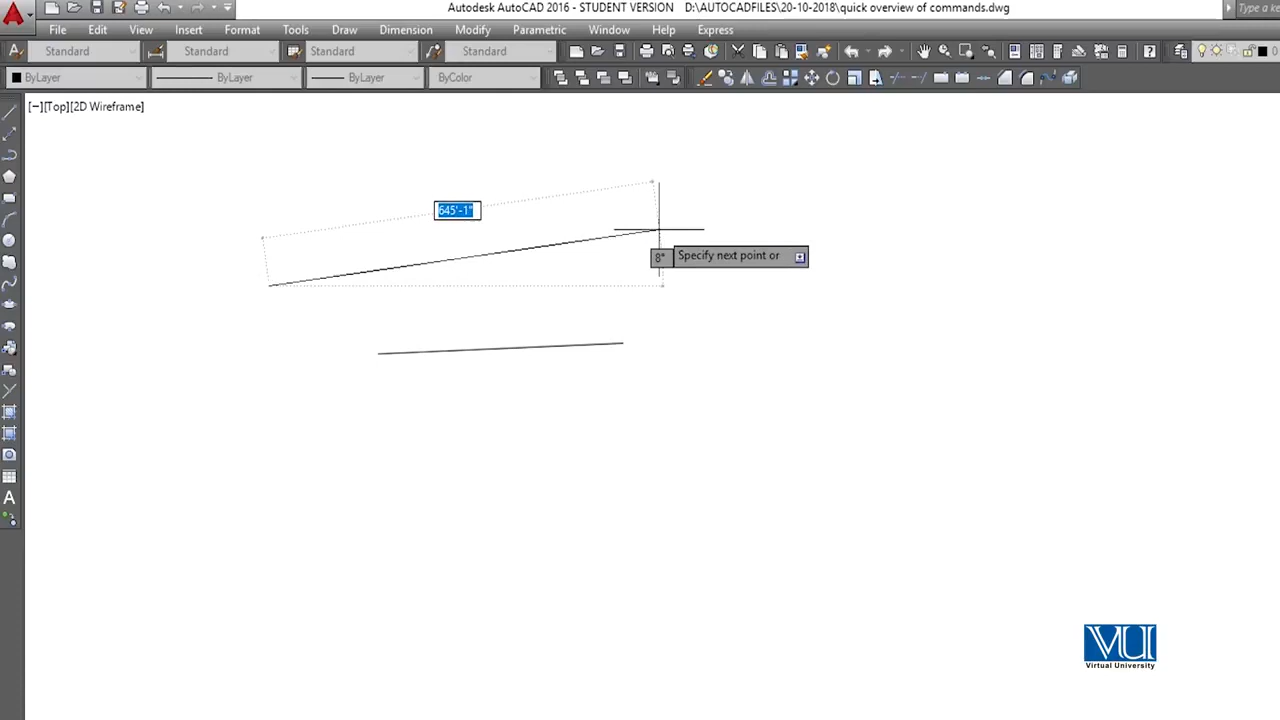 Autodesk AutoCAD 2016 - STUDENT VERSION D:\AUTOCADFILES\20-10-2018\quick overview of commands.dwg
Type a ke
File Edit View Insert Format Tools Draw Dimension Modify Parametric Window Help Express
Standard Standard Standard Standard 0
ByLayer ByLayer ByLayer ByColor
[−][Top][2D Wireframe]
645'-1"
8° Specify next point or
A
VU
Virtual University